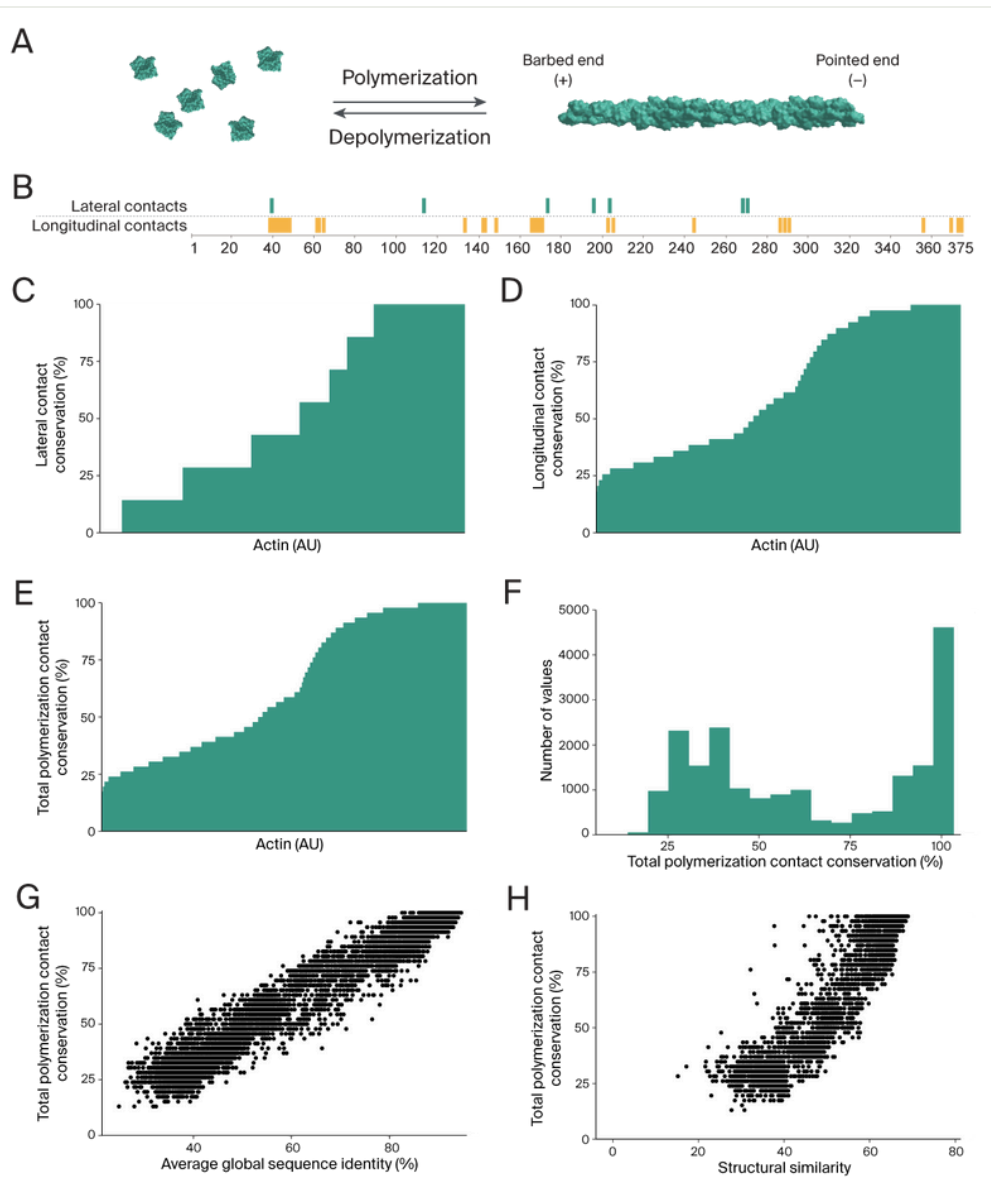 A
Polymerization
Depolymerization
Barbed end
(+)
Pointed end
(−)
B
Lateral contacts
Longitudinal contacts
1 20 40 60 80 100 120 140 160 180 200 220 240 260 280 300 320 340 360 375
C
Lateral contact
conservation (%)
100
75
50
25
0
Actin (AU)
D
Longitudinal contact
conservation (%)
100
75
50
25
0
Actin (AU)
E
Total polymerization contact
conservation (%)
100
75
50
25
0
Actin (AU)
F
Number of values
5000
4000
3000
2000
1000
0
25 50 75 100
Total polymerization contact conservation (%)
G
Total polymerization contact
conservation (%)
100
75
50
25
0
40 60 80
Average global sequence identity (%)
H
Total polymerization contact
conservation (%)
100
75
50
25
0
0 20 40 60 80
Structural similarity